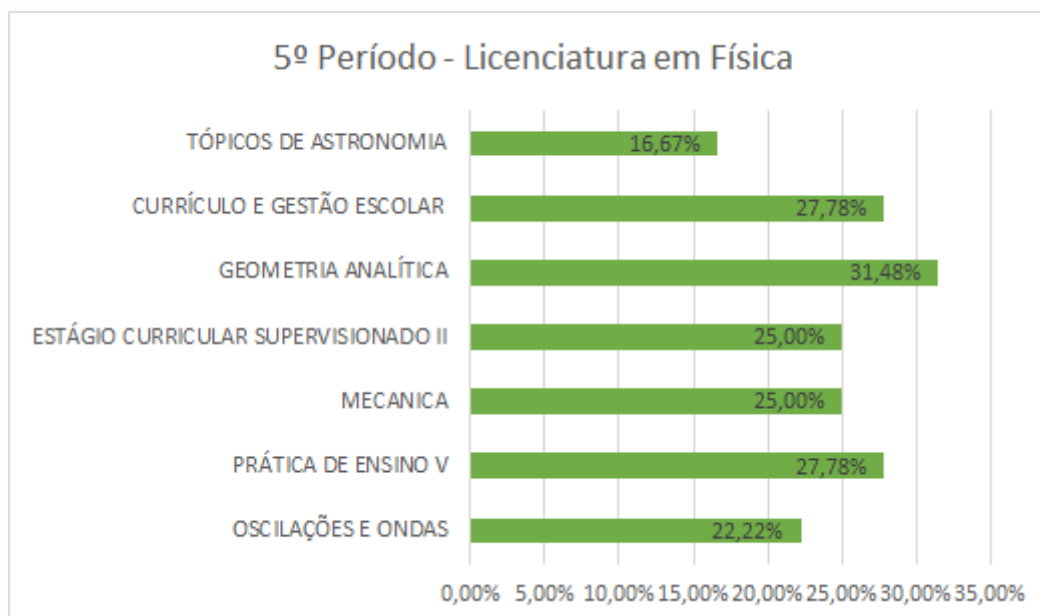 5º Período - Licenciatura em Física
TÓPICOS DE ASTRONOMIA 16,67%
CURRÍCULO E GESTÃO ESCOLAR 27,78%
GEOMETRIA ANALÍTICA 31,48%
ESTÁGIO CURRICULAR SUPERVISIONADO II 25,00%
MECANICA 25,00%
PRÁTICA DE ENSINO V 27,78%
OSCILAÇÕES E ONDAS 22,22%
0,00% 5,00% 10,00% 15,00% 20,00% 25,00% 30,00% 35,00%